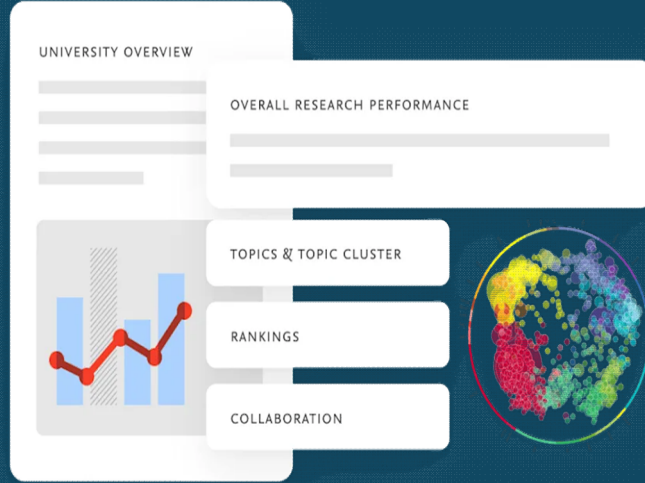 UNIVERSITY OVERVIEW
OVERALL RESEARCH PERFORMANCE
TOPICS & TOPIC CLUSTER
RANKINGS
COLLABORATION